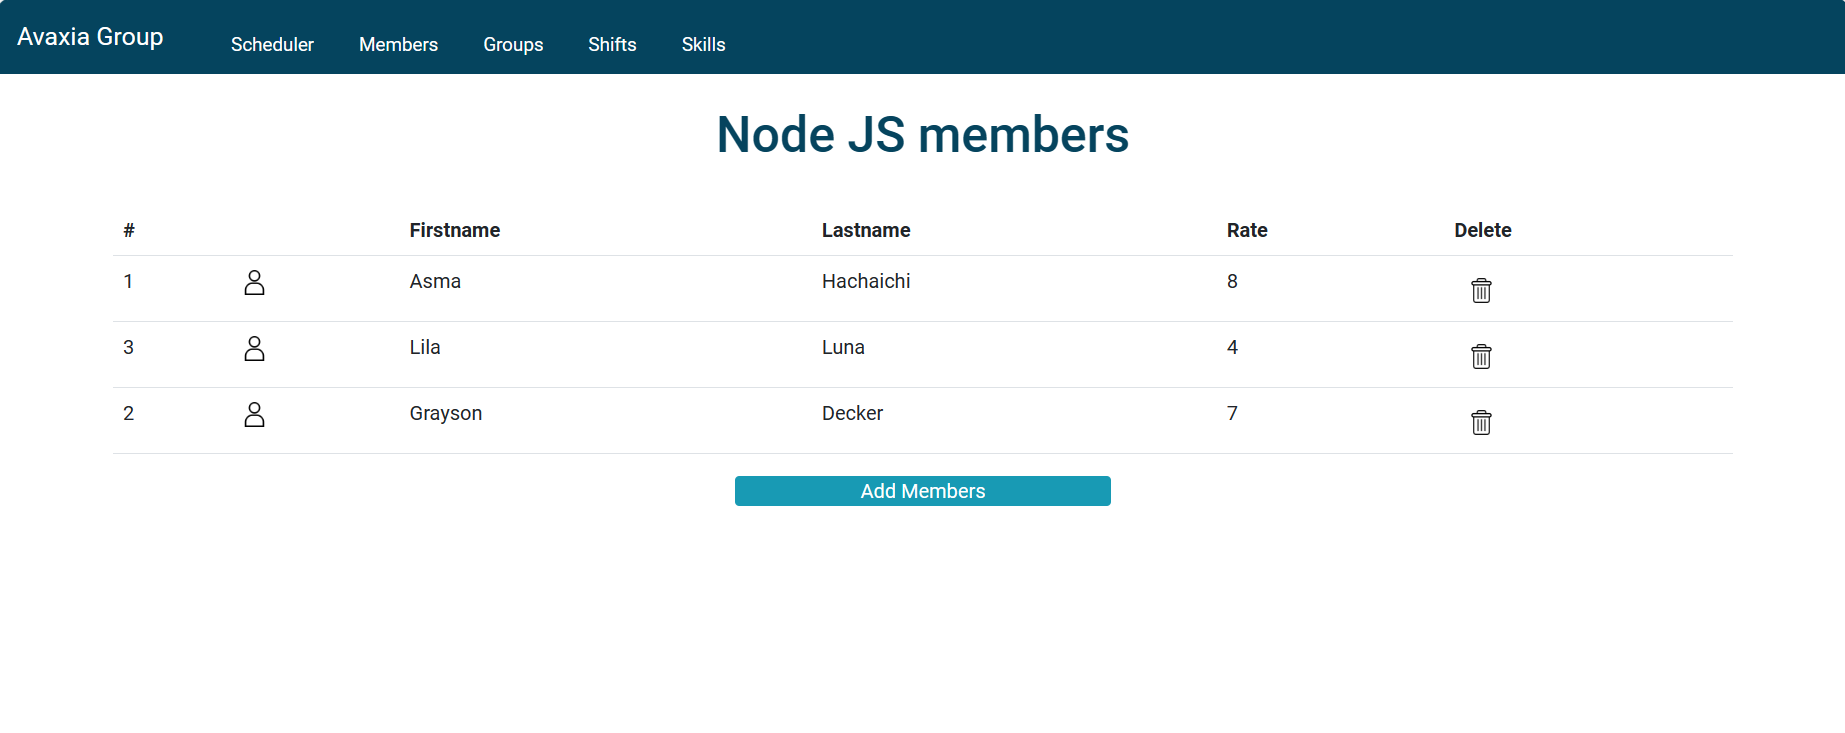 Avaxia Group Scheduler Members Groups Shifts Skills
Node JS members
# Firstname Lastname Rate Delete
1 Asma Hachaichi 8
3 Lila Luna 4
2 Grayson Decker 7
Add Members